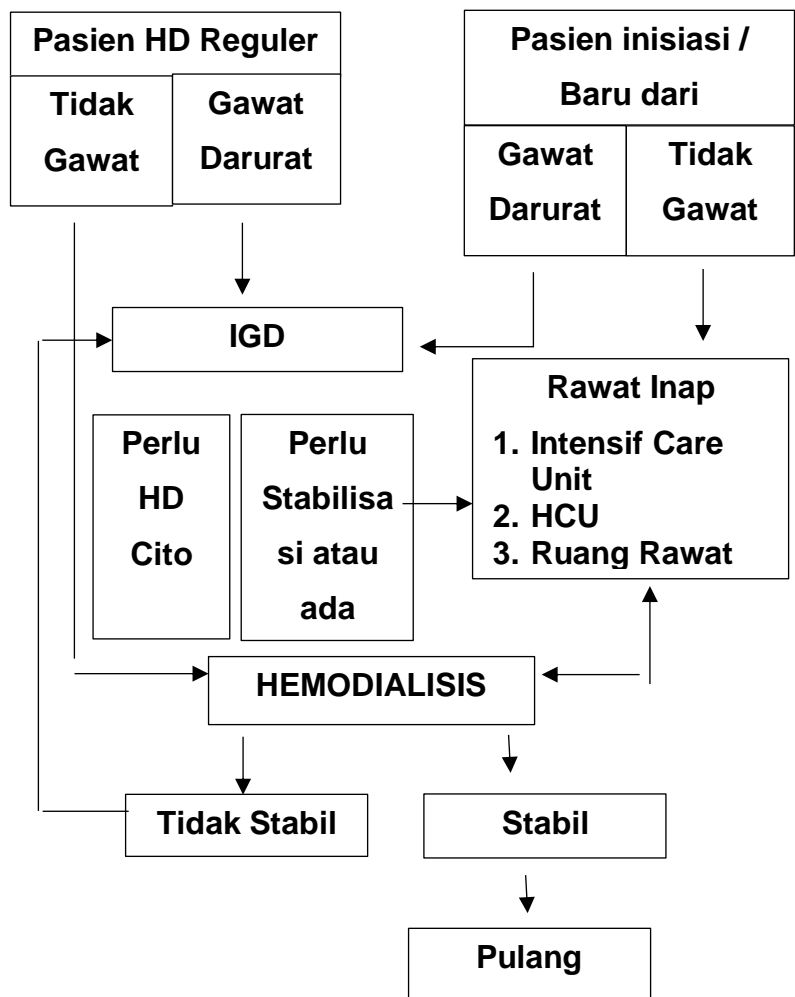 Pasien HD Reguler
Tidak
Gawat
Gawat
Darurat
Pasien inisiasi /
Baru dari
Gawat
Darurat
Tidak
Gawat
IGD
Perlu
HD
Cito
Perlu
Stabilisa
si atau
ada
Rawat Inap
1. Intensif Care
Unit
2. HCU
3. Ruang Rawat
HEMODIALISIS
Tidak Stabil
Stabil
Pulang